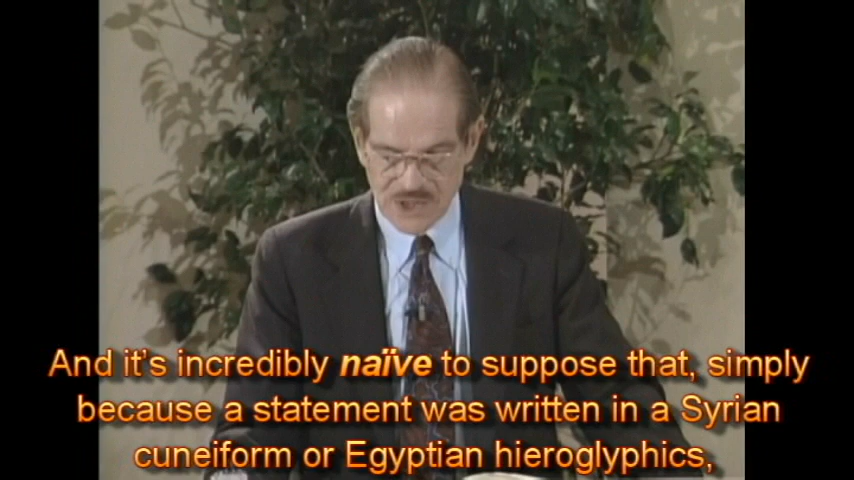 And it's incredibly naïve to suppose that, simply
because a statement was written in a Syrian
cuneiform or Egyptian hieroglyphics,